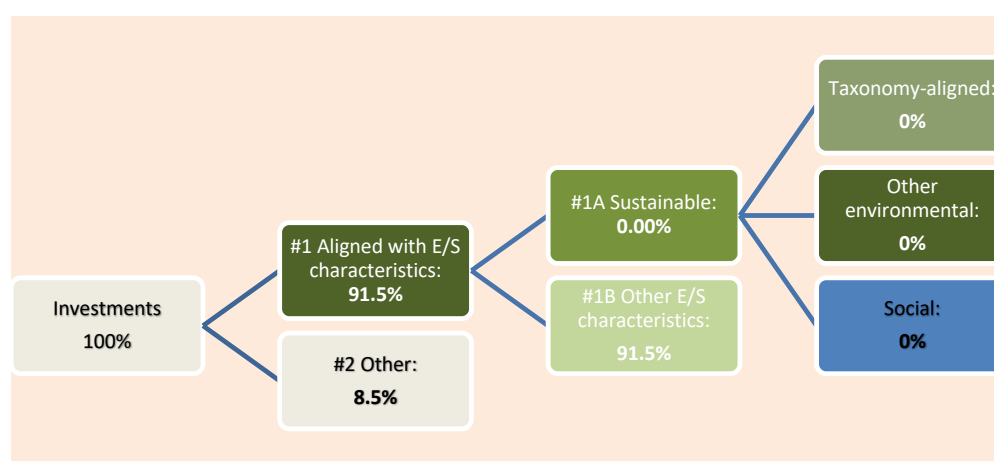 Investments
100%
#1 Aligned with E/S
characteristics:
91.5%
#2 Other:
8.5%
#1A Sustainable:
0.00%
#1B Other E/S
characteristics:
91.5%
Taxonomy-aligned:
0%
Other
environmental:
0%
Social:
0%